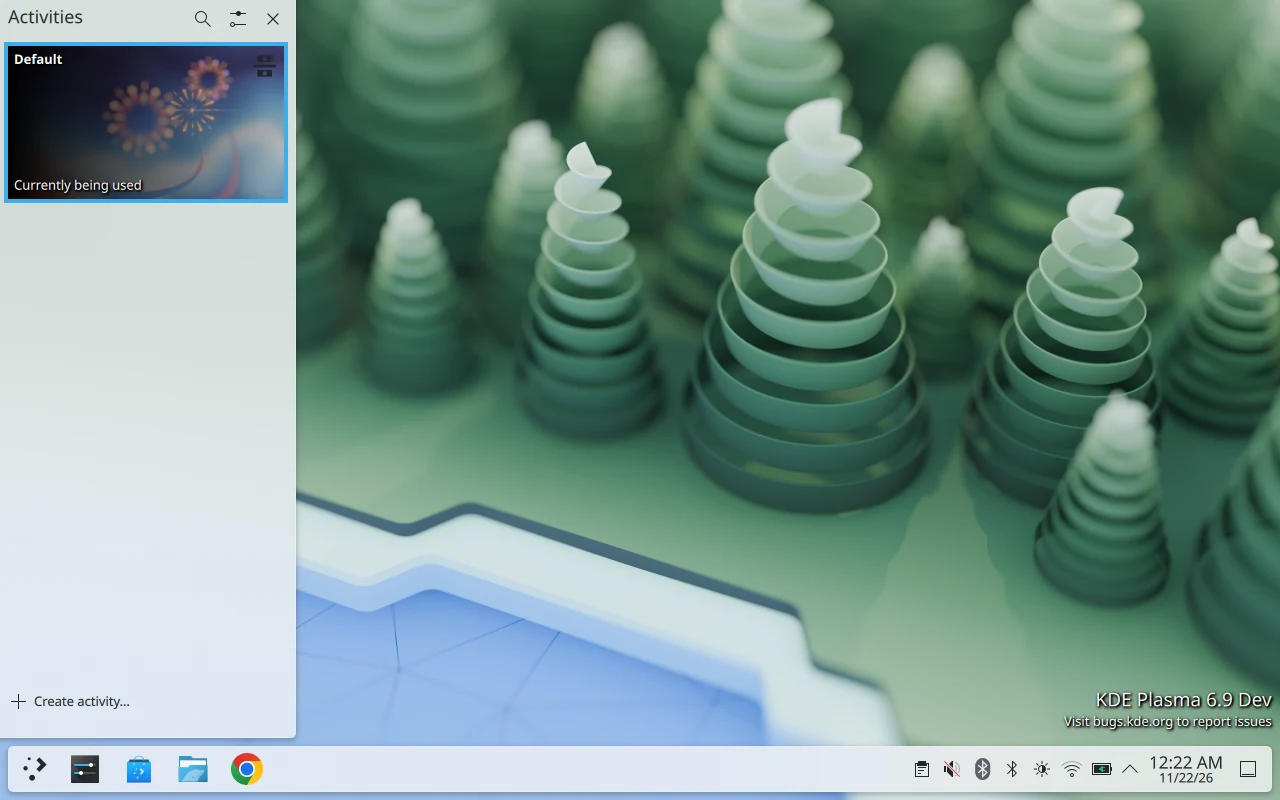 Activities
Default
Currently being used
Create activity...
KDE Plasma 6.9 Dev
Visit bugs.kde.org to report issues
12:22 AM
11/22/26